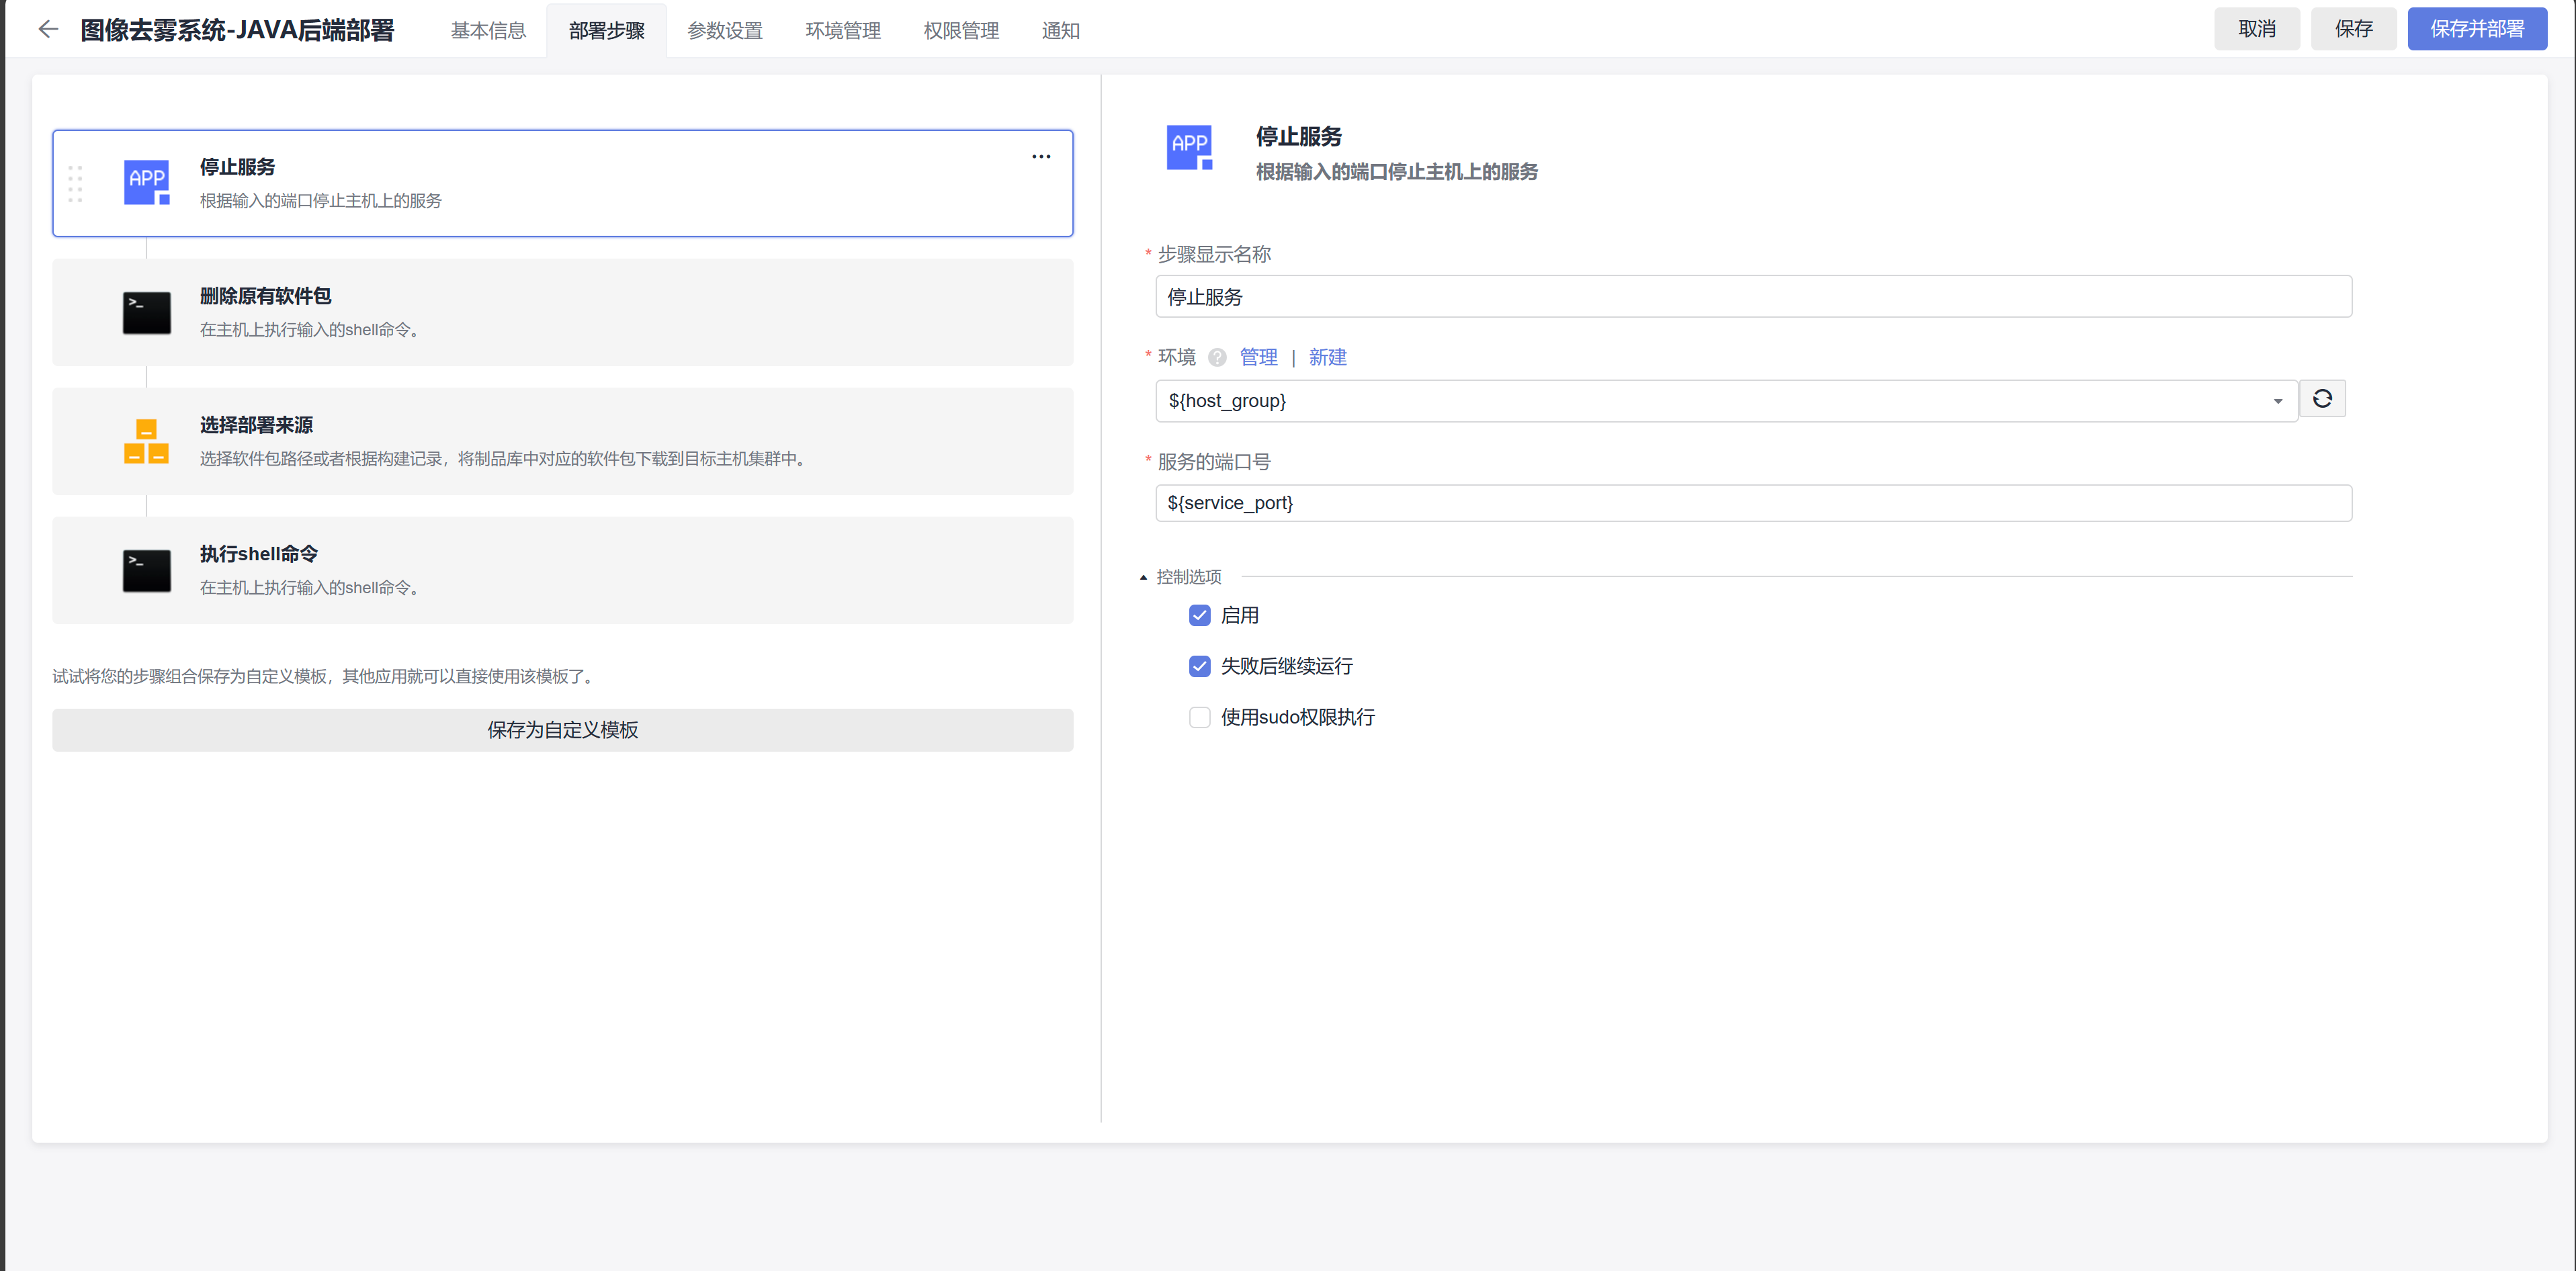 图像去雾系统-JAVA后端部署
基本信息
部署步骤
参数设置
环境管理
权限管理
通知
取消
保存
保存并部署
APP
停止服务
根据输入的端口停止主机上的服务
>_
删除原有软件包
在主机上执行输入的shell命令。
选择部署来源
选择软件包路径或者根据构建记录，将制品库中对应的软件包下载到目标主机集群中。
>_
执行shell命令
在主机上执行输入的shell命令。
试试将您的步骤组合保存为自定义模板，其他应用就可以直接使用该模板了。
保存为自定义模板
APP
停止服务
根据输入的端口停止主机上的服务
* 步骤显示名称
停止服务
* 环境 ? 管理 | 新建
${host_group}
* 服务的端口号
${service_port}
控制选项
启用
失败后继续运行
使用sudo权限执行